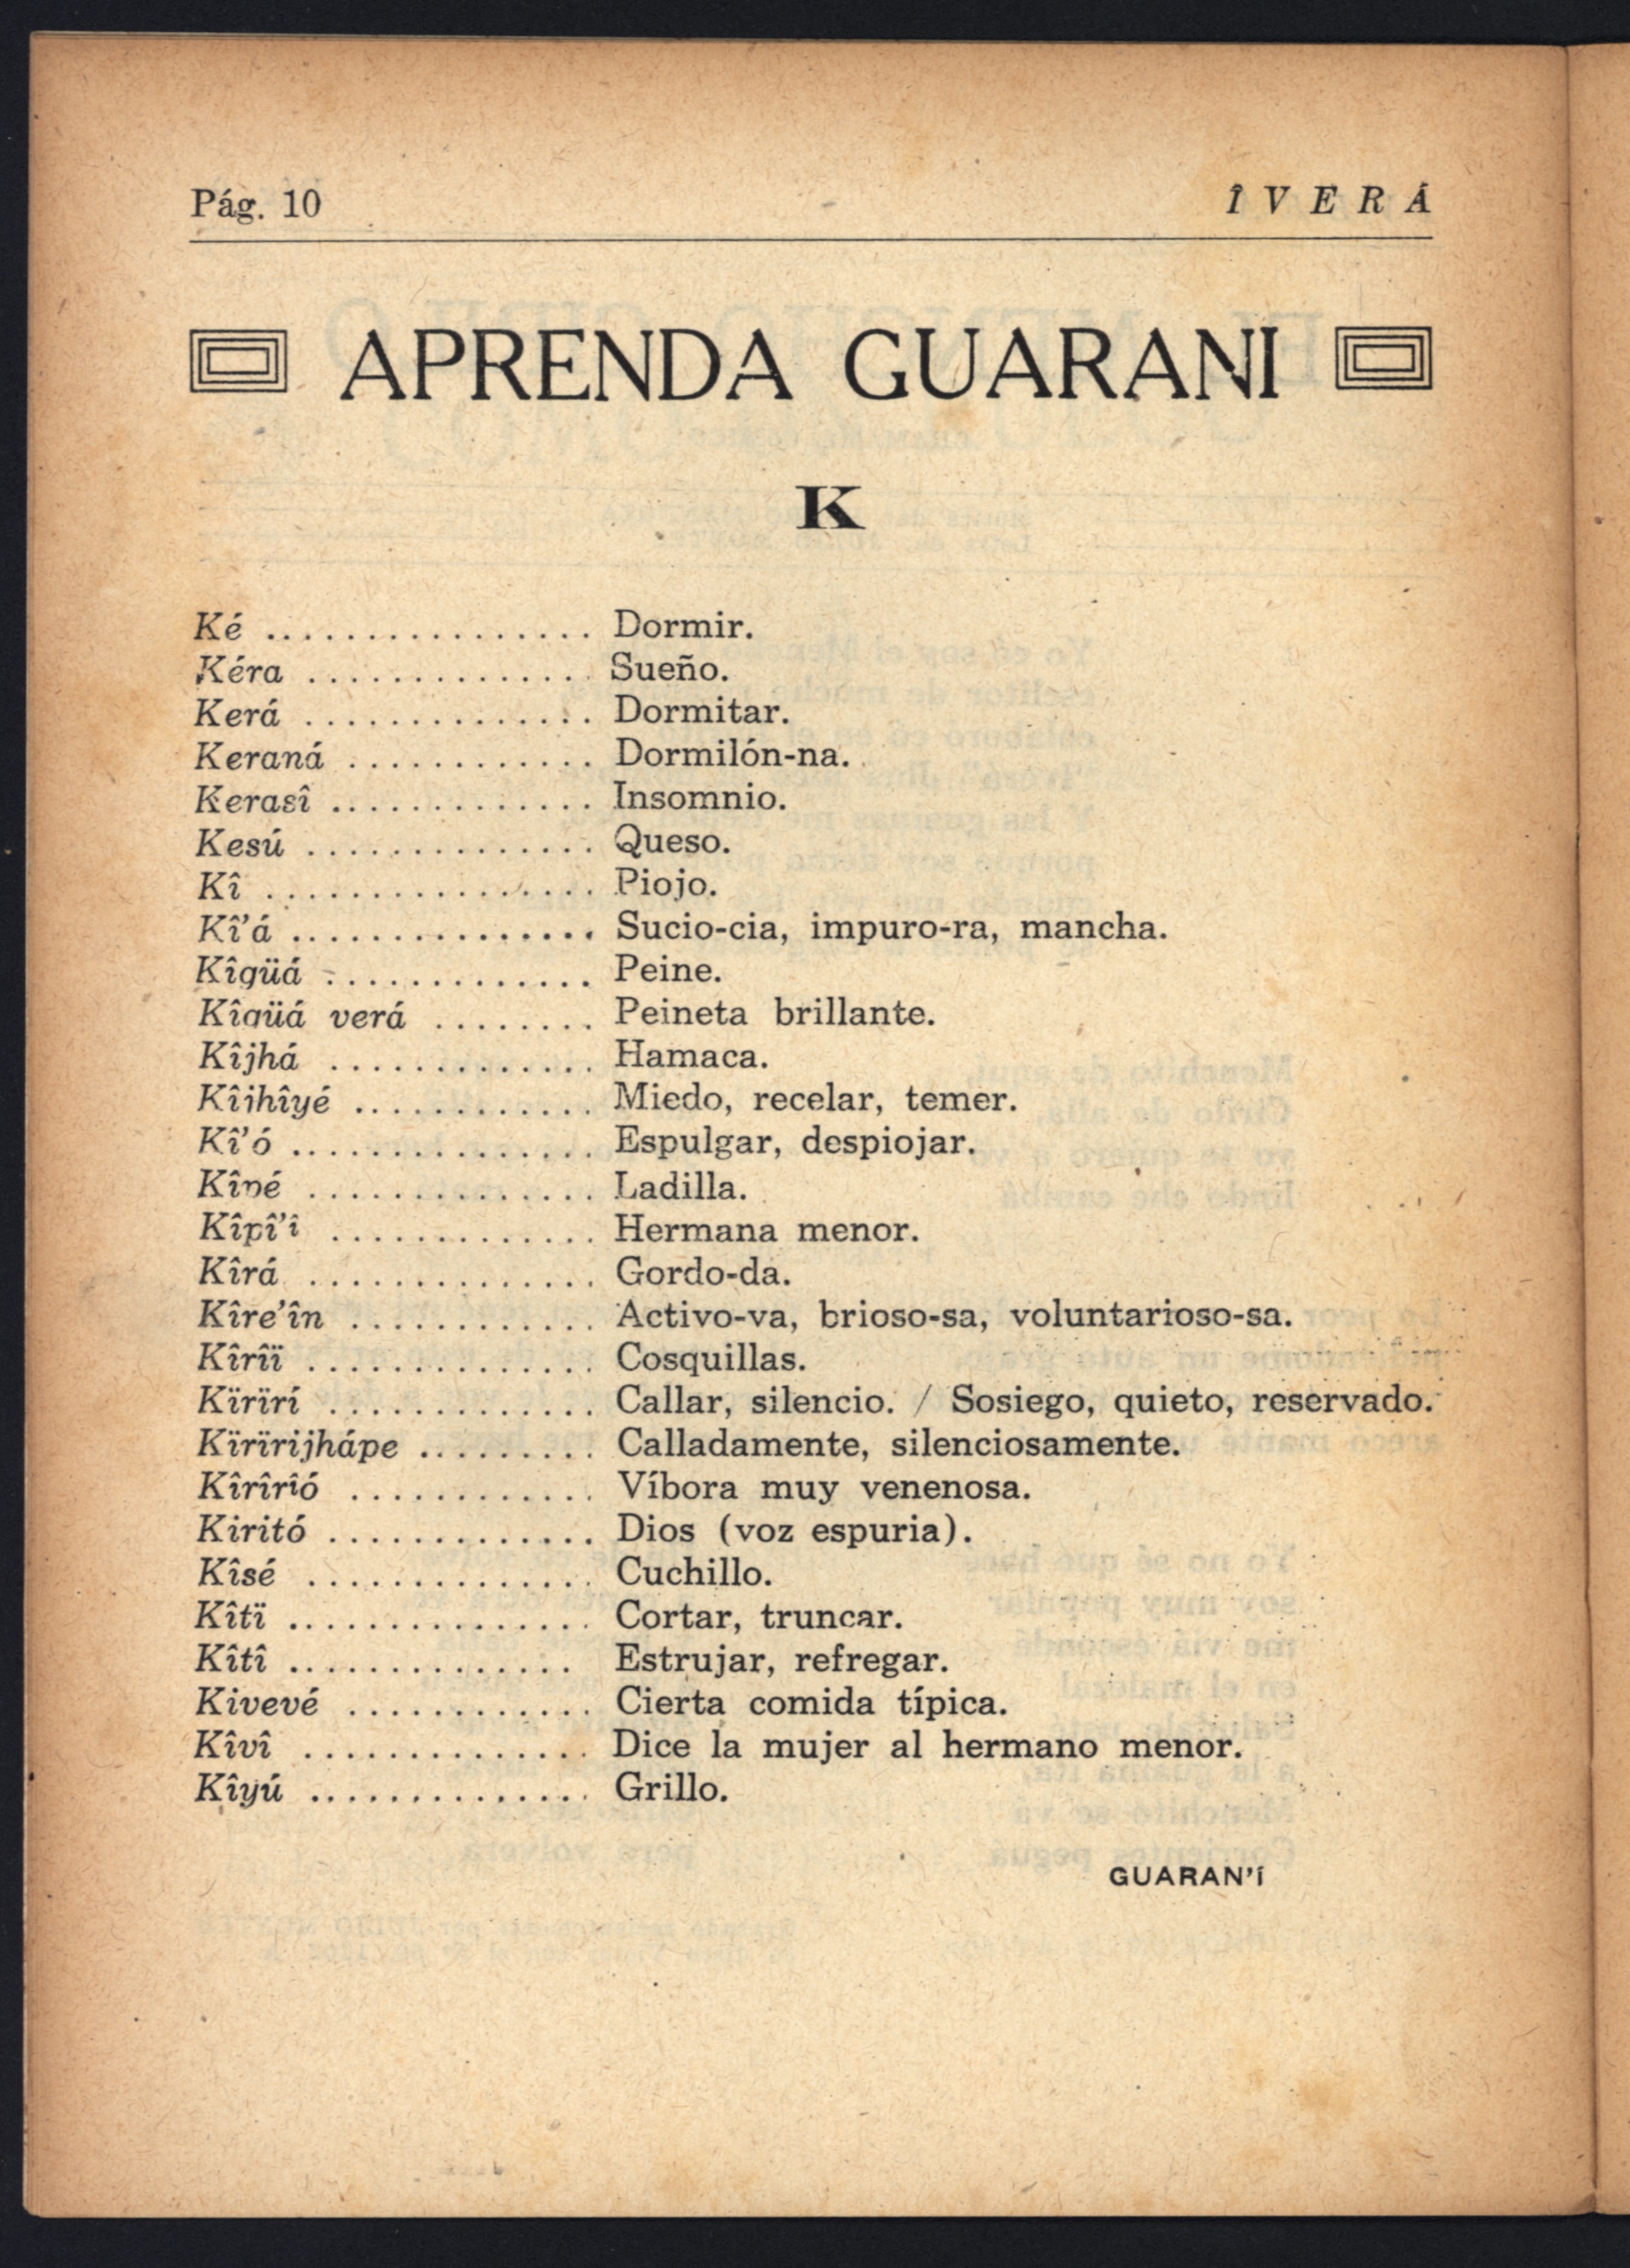 Pág. 10
ÎVERÁ
APRENDA GUARANI
K
Ké ................ Dormir.
Kéra .............. Sueño.
Kerá .............. Dormitar.
Keraná ............ Dormilón-na.
Kerasî ............. Insomnio.
Kesú .............. Queso.
Kî ................ Piojo.
Kî’á ............... Sucio-cia, impuro-ra, mancha.
Kîgüá ............. Peine.
Kîgüá verá ........ Peineta brillante.
Kîjhá ............. Hamaca.
Kîjhîyé ............ Miedo, recelar, temer.
Kî’ó ............... Espulgar, despiojar.
Kîpé .............. Ladilla.
Kîpî’î ............. Hermana menor.
Kîrá .............. Gordo-da.
Kîre’în ............ Activo-va, brioso-sa, voluntarioso-sa.
Kîrîï .............. Cosquillas.
Kïrïrí ............. Callar, silencio. / Sosiego, quieto, reservado.
Kïrïrijhápe ......... Calladamente, silenciosamente.
Kîrîrîó ............ Víbora muy venenosa.
Kiritó ............. Dios (voz espuria).
Kîsé .............. Cuchillo.
Kîtï ............... Cortar, truncar.
Kîtî .............. Estrujar, refregar.
Kivevé ............ Cierta comida típica.
Kîvî .............. Dice la mujer al hermano menor.
Kîyú .............. Grillo.
GUARAN’Í